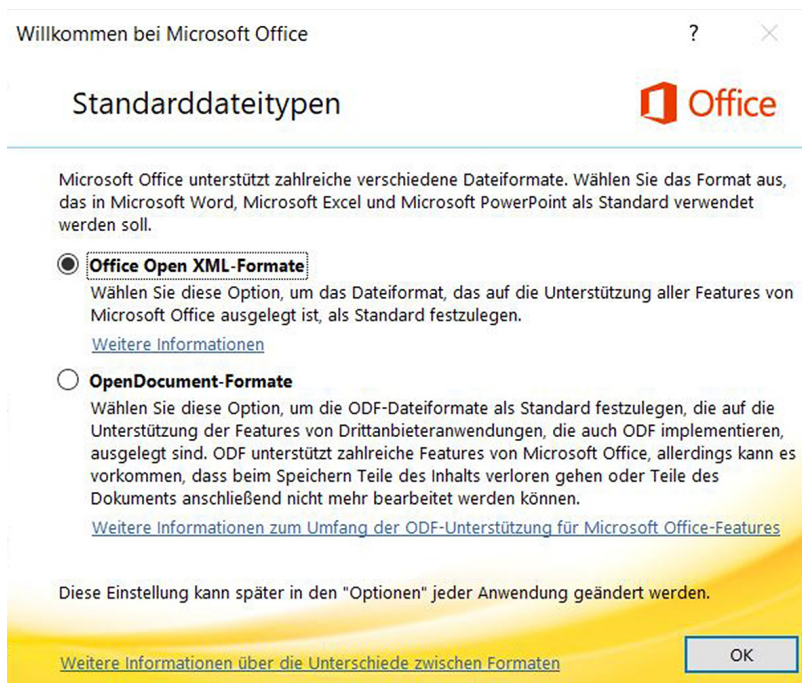 Willkommen bei Microsoft Office
?
Standarddateitypen
Office
Microsoft Office unterstützt zahlreiche verschiedene Dateiformate. Wählen Sie das Format aus,
das in Microsoft Word, Microsoft Excel und Microsoft PowerPoint als Standard verwendet
werden soll.
Office Open XML-Formate
Wählen Sie diese Option, um das Dateiformat, das auf die Unterstützung aller Features von
Microsoft Office ausgelegt ist, als Standard festzulegen.
Weitere Informationen
OpenDocument-Formate
Wählen Sie diese Option, um die ODF-Dateiformate als Standard festzulegen, die auf die
Unterstützung der Features von Drittanbieteranwendungen, die auch ODF implementieren,
ausgelegt sind. ODF unterstützt zahlreiche Features von Microsoft Office, allerdings kann es
vorkommen, dass beim Speichern Teile des Inhalts verloren gehen oder Teile des
Dokuments anschließend nicht mehr bearbeitet werden können.
Weitere Informationen zum Umfang der ODF-Unterstützung für Microsoft Office-Features
Diese Einstellung kann später in den "Optionen" jeder Anwendung geändert werden.
OK
Weitere Informationen über die Unterschiede zwischen Formaten